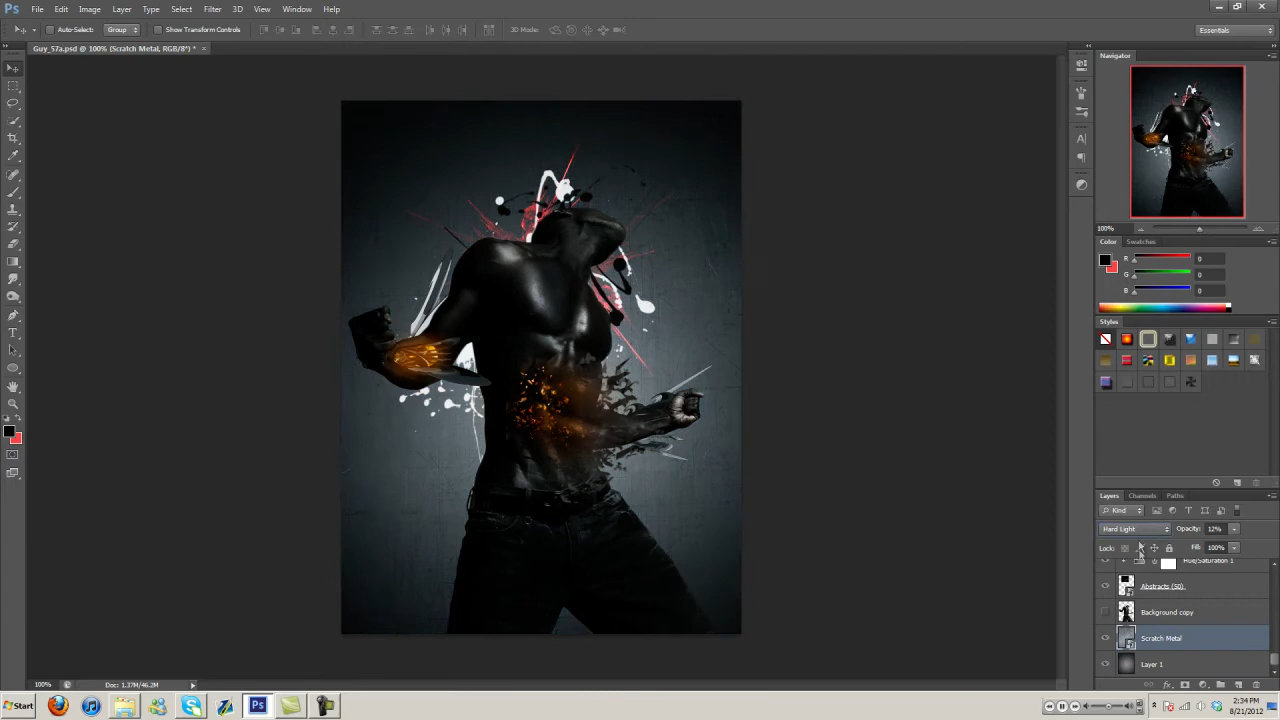 Ps File Edit Image Layer Type Select Filter 3D View Window Help
Auto-Select: Group Show Transform Controls 3D Mode: Essentials
Guy_57a.psd @ 100% (Scratch Metal, RGB/8*) * ×
Navigator
100%
Color Swatches
R 0
G 0
B 0
Styles
Layers Channels Paths
Kind
Hard Light Opacity: 12%
Lock: Fill: 100%
Hue/Saturation 1
Abstracts (50).
Background copy
Scratch Metal
Layer 1
100% Doc: 1.37M/46.2M
Start Ps 2:34 PM
8/21/2012